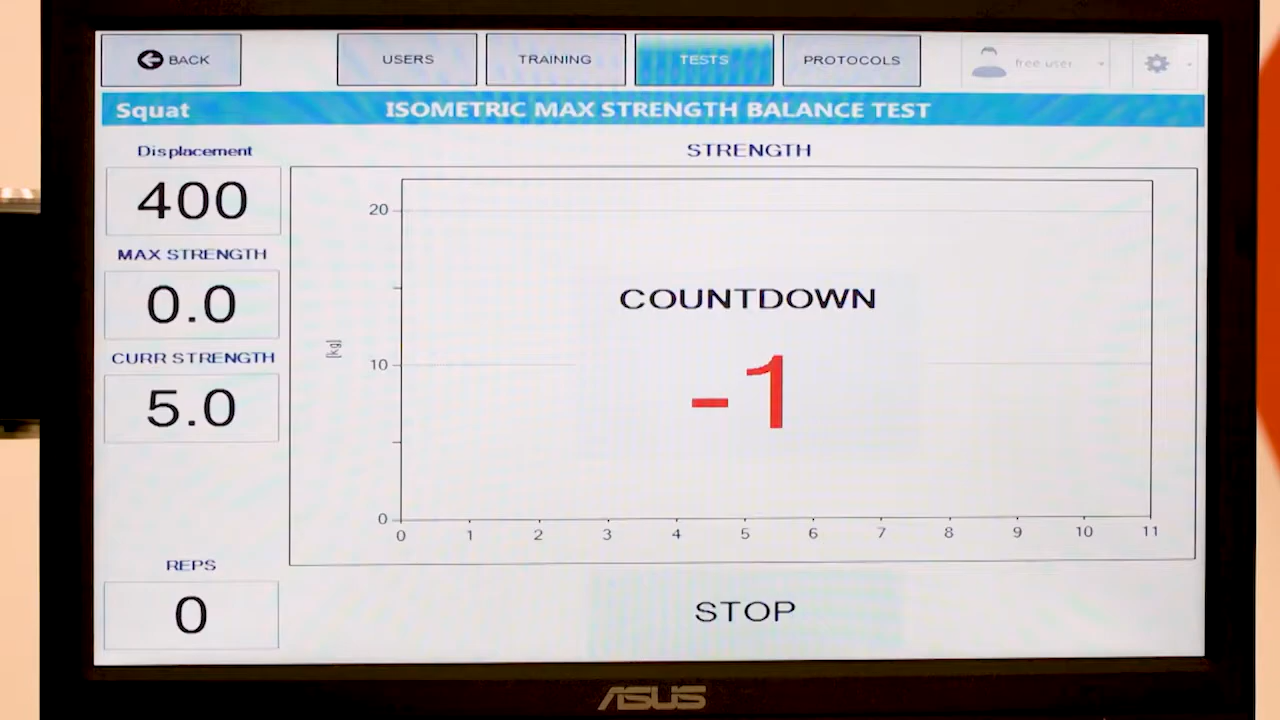 BACK
USERS
TRAINING
TESTS
PROTOCOLS
free user
Squat
ISOMETRIC MAX STRENGTH BALANCE TEST
Displacement
400
MAX STRENGTH
0.0
CURR STRENGTH
5.0
REPS
0
STRENGTH
[kg]
20
10
0
COUNTDOWN
-1
0 1 2 3 4 5 6 7 8 9 10 11
STOP
ASUS